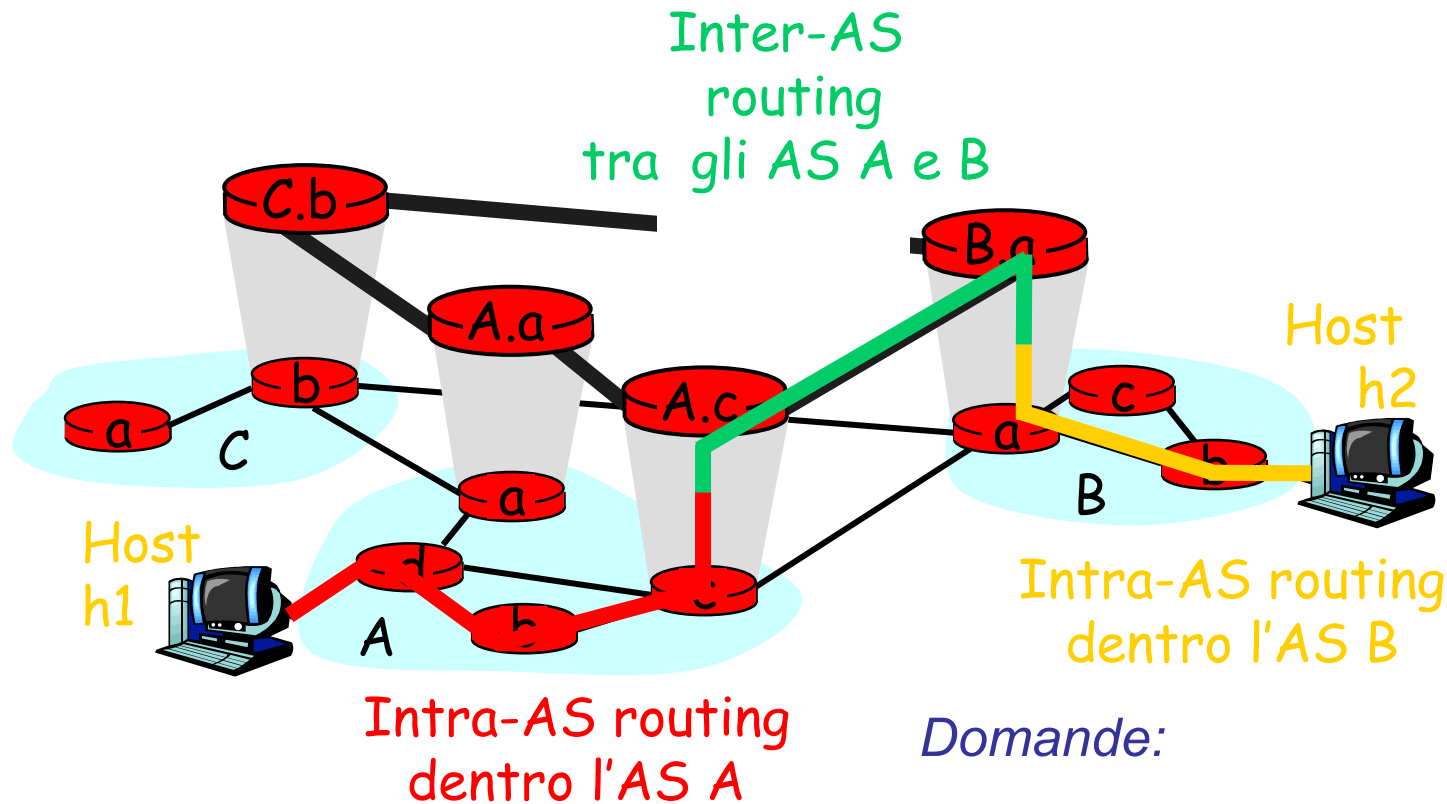 Inter-AS
routing
tra gli AS A e B
C.b
B.a
A.a
A.c
Host
h2
b
a
C
a
c
a
b
B
a
Host
h1
d
c
b
A
Intra-AS routing
dentro l'AS B
Intra-AS routing
dentro l'AS A
Domande: